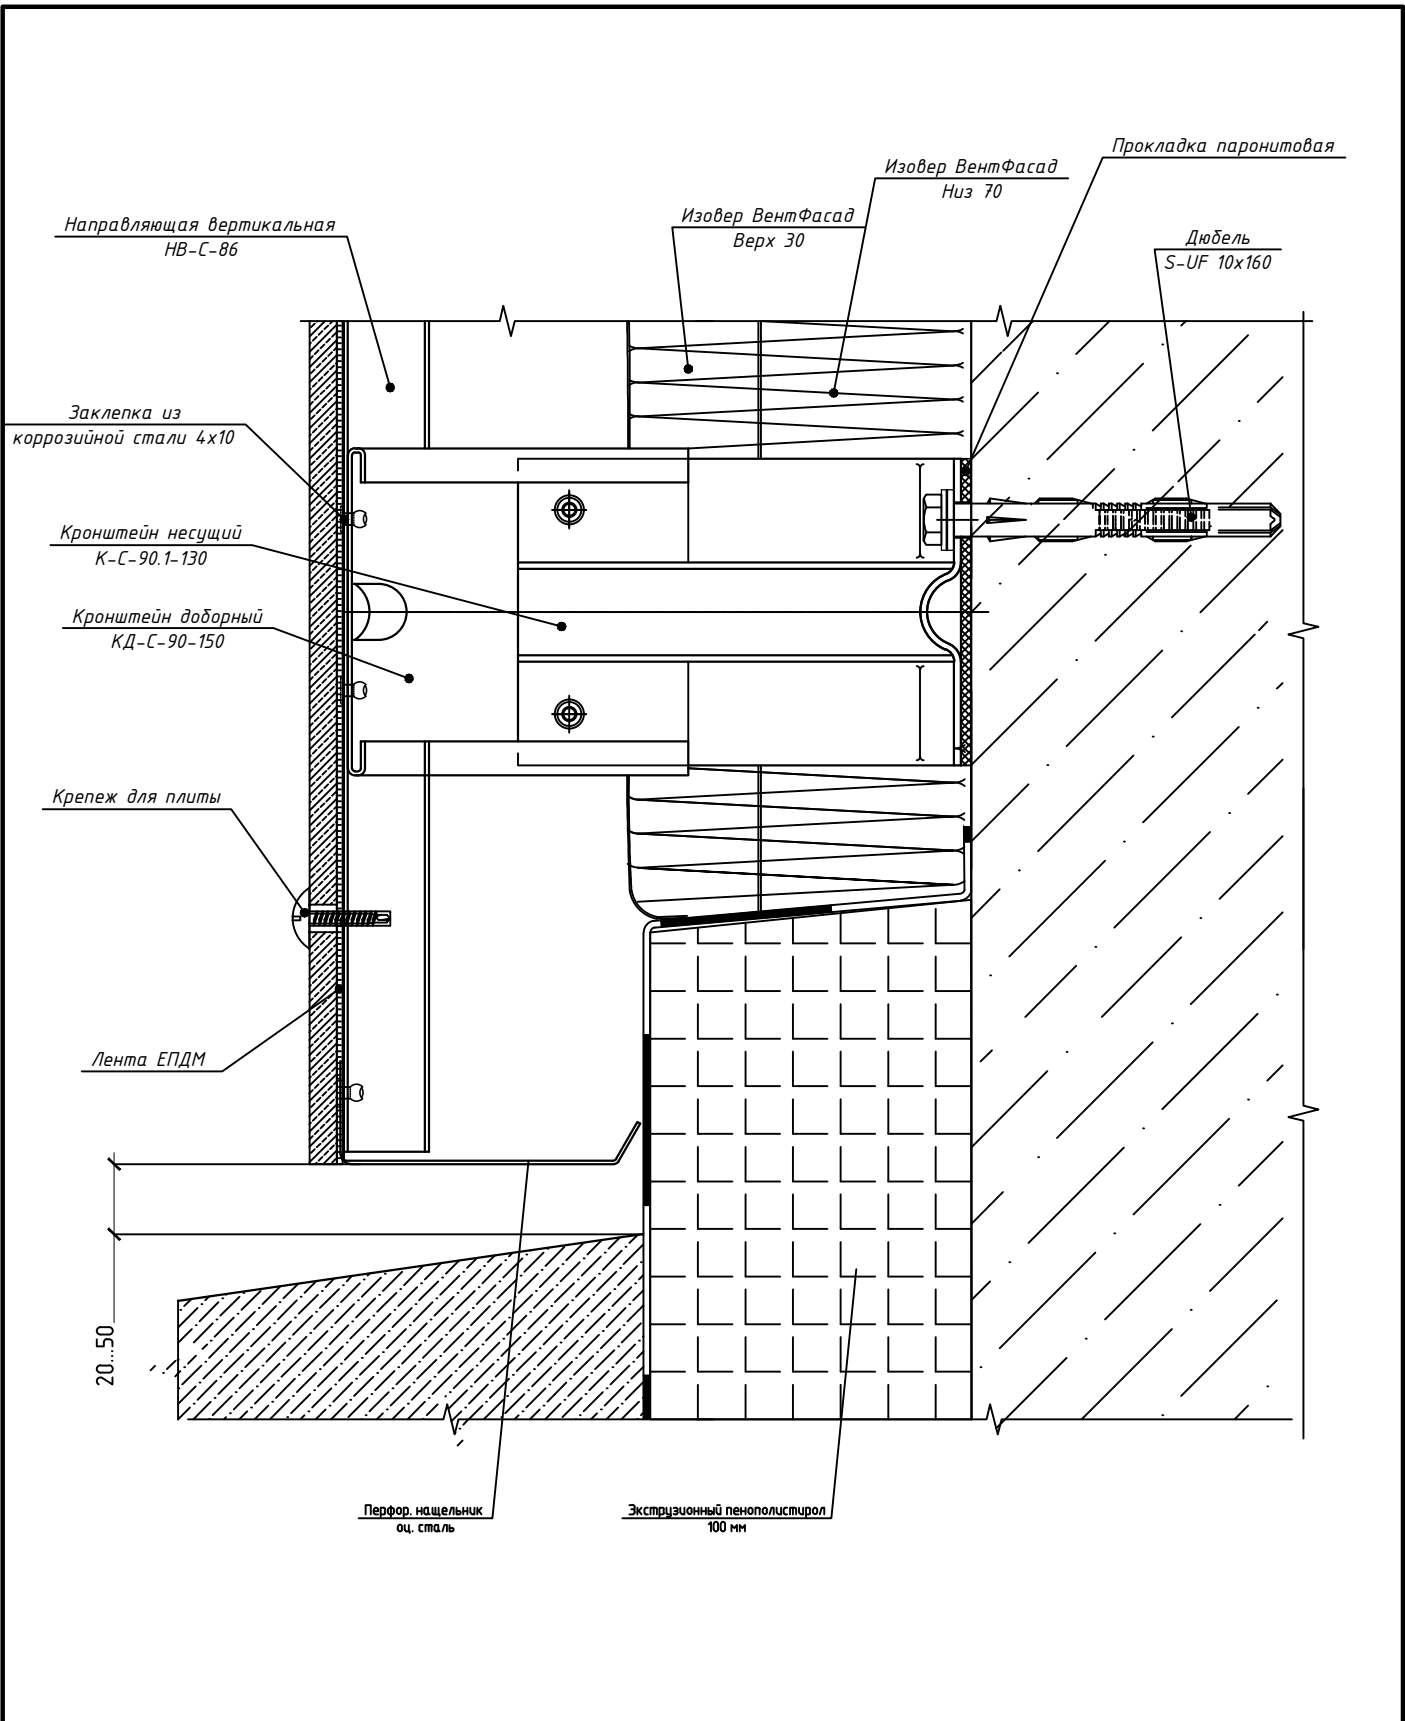 Прокладка паронитовая
Изовер ВентФасад
Низ 70
Изовер ВентФасад
Верх 30
Направляющая вертикальная
НВ-С-86
Дюбель
S-UF 10х160
Заклепка из
коррозийной стали 4х10
Кронштейн несущий
К-С-90.1-130
Кронштейн доборный
КД-С-90-150
Крепеж для плиты
Лента ЕПДМ
20...50
Перфор. нащельник
оц. сталь
Экструзионный пенополистирол
100 мм